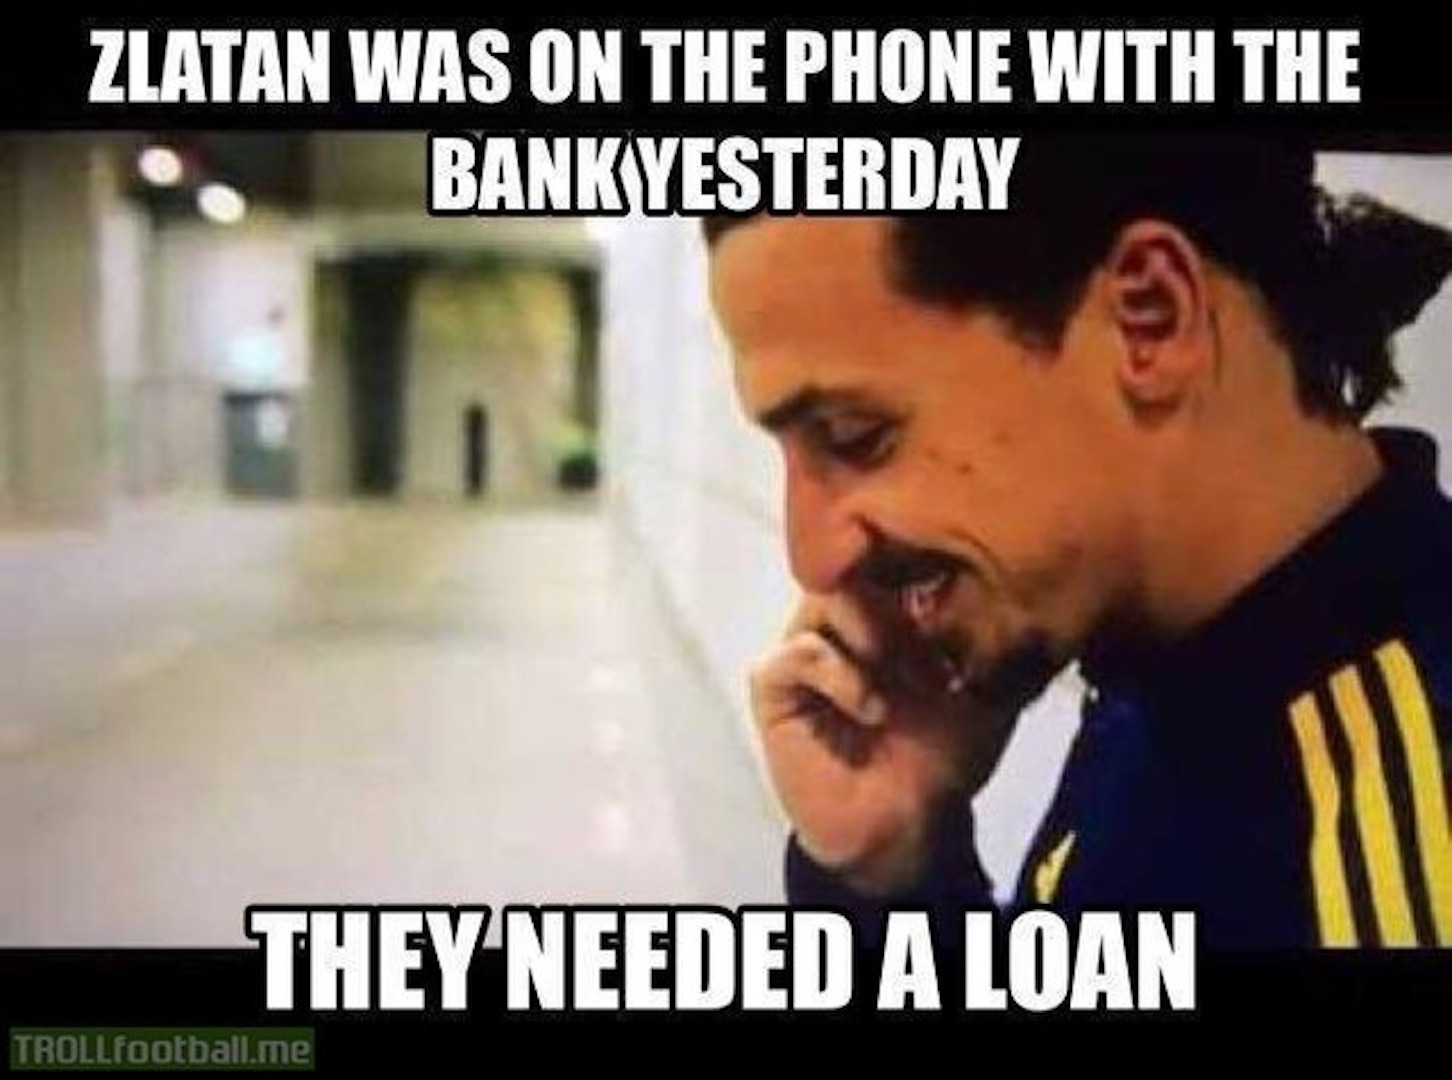 ZLATAN WAS ON THE PHONE WITH THE
BANK YESTERDAY
THEY NEEDED A LOAN
TROLLfootball.me